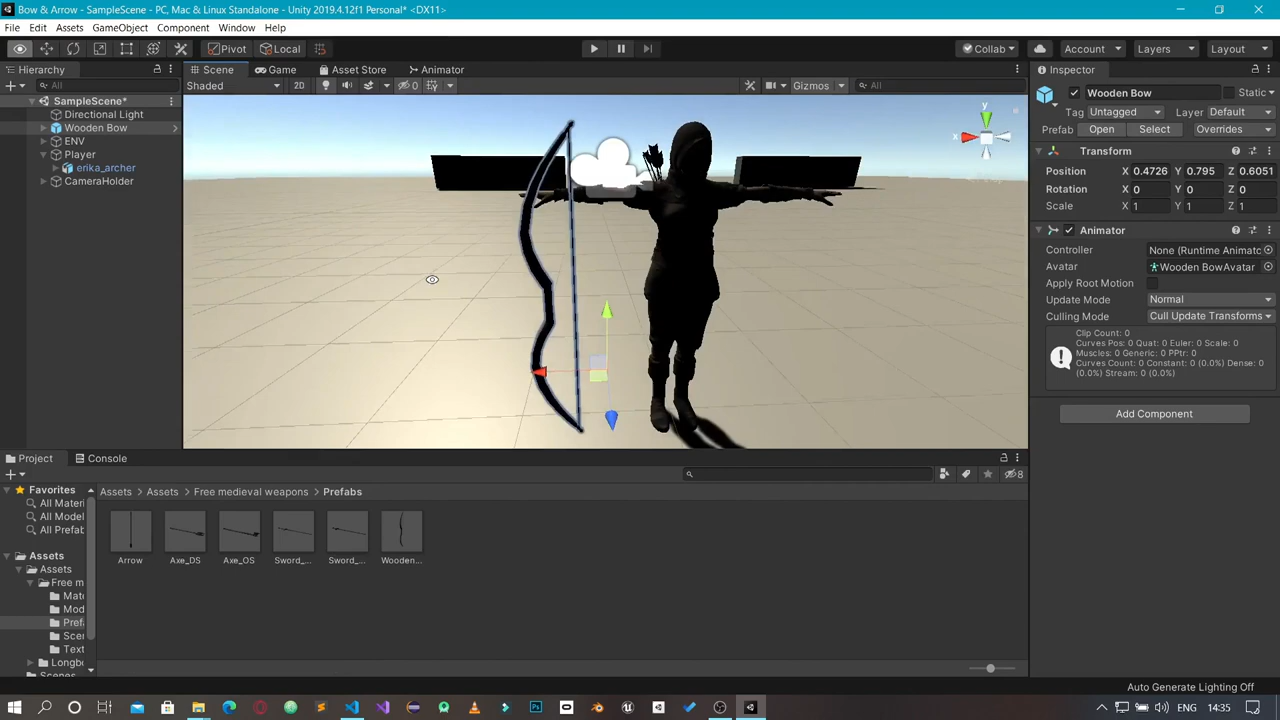 Bow & Arrow - SampleScene - PC, Mac & Linux Standalone - Unity 2019.4.12f1 Personal* <DX11>
File Edit Assets GameObject Component Window Help
Pivot Local Collab Account Layers Layout
Hierarchy Scene Game Asset Store Animator Inspector
All Shaded 2D 0 Gizmos All
Wooden Bow Static
SampleScene*
Tag Untagged Layer Default
Directional Light
Wooden Bow
Prefab Open Select Overrides
ENV
Player
erika_archer
CameraHolder
y
x
Transform
Position X 0.4726 Y 0.795 Z 0.6051
Rotation X 0 Y 0 Z 0
Scale X 1 Y 1 Z 1
Animator
Controller None (Runtime Animatc
Avatar Wooden BowAvatar
Apply Root Motion
Update Mode Normal
Culling Mode Cull Update Transforms
Clip Count: 0
Curves Pos: 0 Quat: 0 Euler: 0 Scale: 0
Muscles: 0 Generic: 0 PPtr: 0
Curves Count: 0 Constant: 0 (0.0%) Dense: 0
(0.0%) Stream: 0 (0.0%)
Add Component
Project Console
8
Favorites
All Materi
All Model
All Prefab
Assets
Assets
Free m
Mate
Mod
Prefa
Scen
Text
Longb
Scenes
Assets > Assets > Free medieval weapons > Prefabs
Arrow Axe_DS Axe_OS Sword_... Sword_... Wooden...
Auto Generate Lighting Off
ENG 14:35